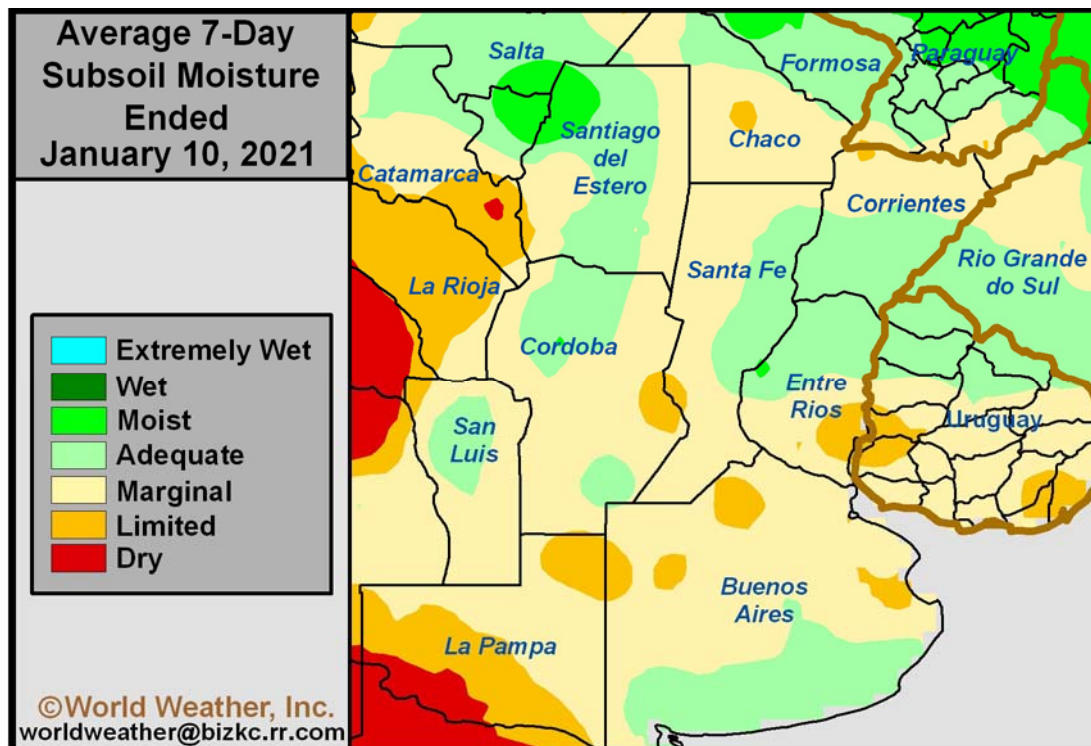 Average 7-Day
Subsoil Moisture
Ended
January 10, 2021
Extremely Wet
Wet
Moist
Adequate
Marginal
Limited
Dry
©World Weather, Inc.
worldweather@bizkc.rr.com
Salta
Formosa
Paraguay
Santiago
del
Estero
Chaco
Catamarca
Corrientes
La Rioja
Santa Fe
Rio Grande
do Sul
Cordoba
Entre
Rios
Uruguay
San
Luis
Buenos
Aires
La Pampa